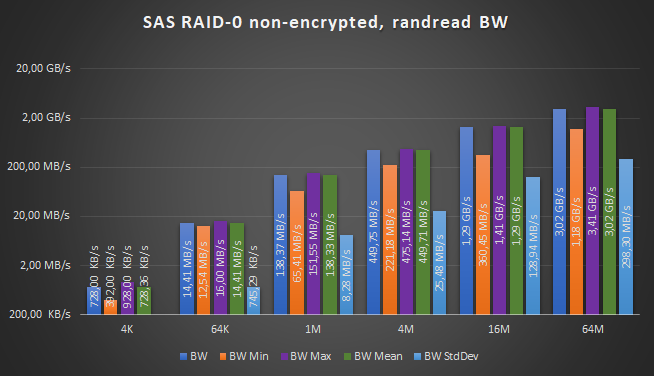 SAS RAID-0 non-encrypted, randread BW
20,00 GB/s
2,00 GB/s
200,00 MB/s
20,00 MB/s
2,00 MB/s
200,00 KB/s
728,00 KB/s
392,00 KB/s
928,00 KB/s
728,36 KB/s
14,41 MB/s
12,54 MB/s
16,00 MB/s
14,41 MB/s
745,29 KB/s
138,37 MB/s
65,41 MB/s
151,55 MB/s
138,33 MB/s
8,28 MB/s
449,75 MB/s
221,18 MB/s
475,14 MB/s
449,71 MB/s
25,48 MB/s
1,29 GB/s
360,45 MB/s
1,41 GB/s
1,29 GB/s
128,94 MB/s
3,02 GB/s
1,18 GB/s
3,41 GB/s
3,02 GB/s
298,30 MB/s
4K 64K 1M 4M 16M 64M
BW BW Min BW Max BW Mean BW StdDev